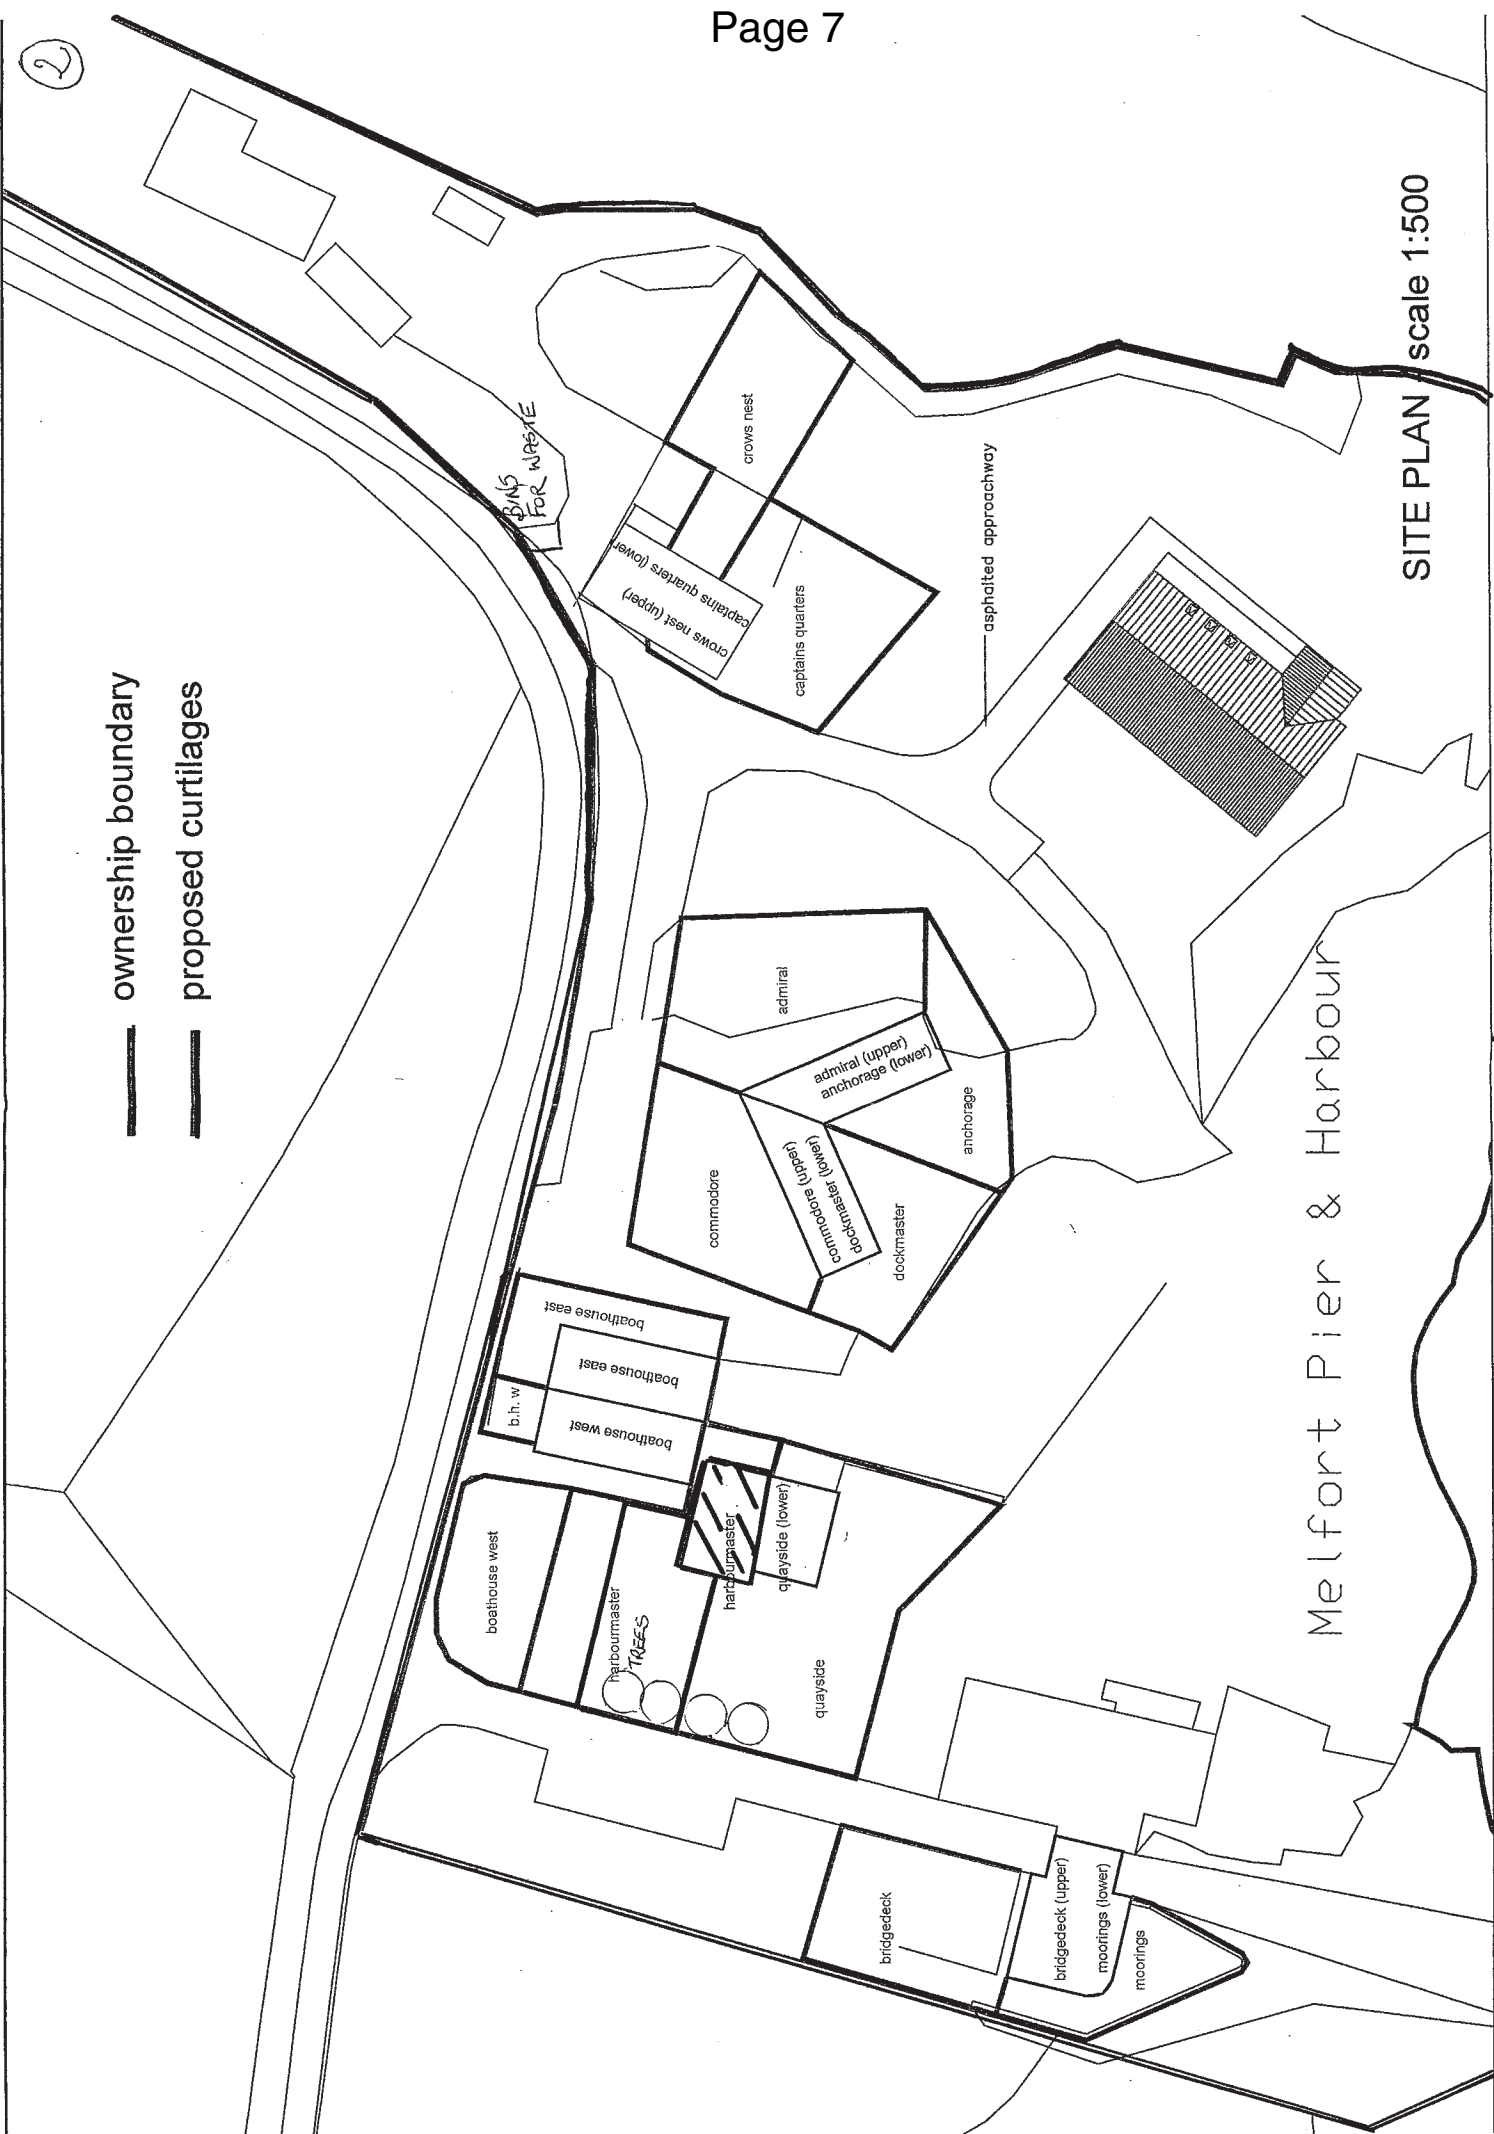 Page 7
2
ownership boundary
proposed curtilages
SITE PLAN scale 1:500
BINS
FOR WASTE
crows nest
captains quarters (lower
crows nest (upper)
captains quarters
asphalted approachway
admiral
admiral (upper)
anchorage (lower)
anchorage
commodore
commodore (upper)
dockmaster (lower)
dockmaster
boathouse east
boathouse east
boathouse west
b.h. w
boathouse west
harbourmaster
TREES
harbourmaster
quayside (lower)
quayside
bridgedeck
bridgedeck (upper)
moorings (lower)
moorings
Melfort Pier & Harbour